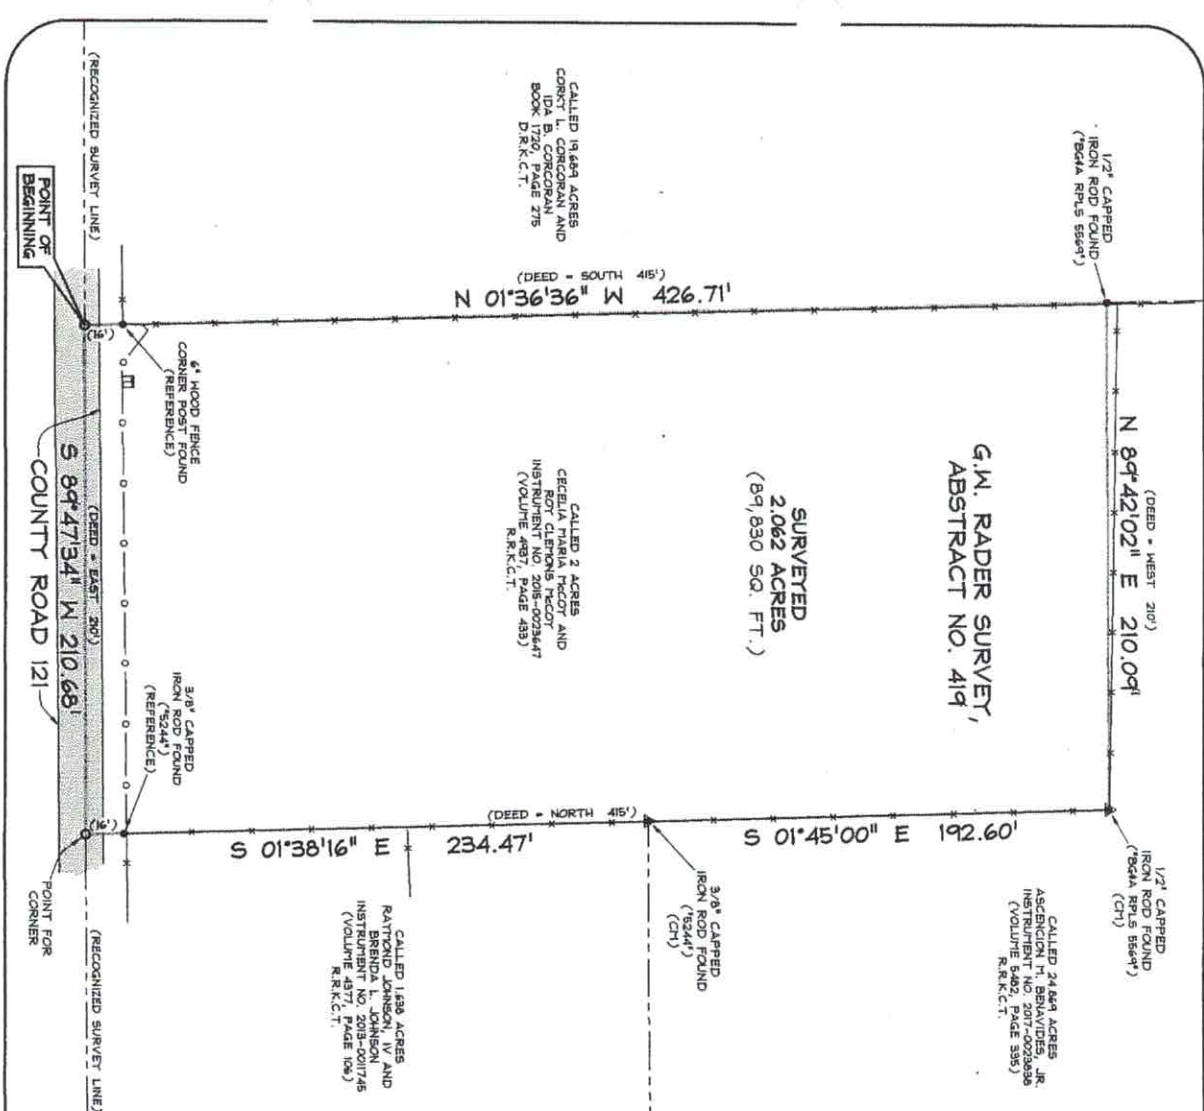 1/2" CAPPED
IRON ROD FOUND
("BG&A RPLS 5569")
(DEED = WEST 210')
N 89°42'02" E 210.09'
1/2" CAPPED
IRON ROD FOUND
("BG&A RPLS 5569")
(CM)
G.W. RADER SURVEY,
ABSTRACT NO. 419
CALLED 24.869 ACRES
ASCENCION M. BENAVIDES, JR.
INSTRUMENT NO. 2017-0023838
(VOLUME 5482, PAGE 335)
R.R.K.C.T.
S 01°45'00" E 192.60'
SURVEYED
2.062 ACRES
(89,830 SQ. FT.)
3/8" CAPPED
IRON ROD FOUND
("5244")
(CM)
CALLED 19.689 ACRES
CORKY L. CORCORAN AND
IDA B. CORCORAN
BOOK 1720, PAGE 275
D.R.K.C.T.
(DEED = SOUTH 415')
N 01°36'36" W 426.71'
CALLED 2 ACRES
CECELIA MARIA McCOY AND
ROY CLEMONS McCOY
INSTRUMENT NO. 2015-0023647
(VOLUME 4937, PAGE 433)
R.R.K.C.T.
(DEED = NORTH 415')
S 01°38'16" E 234.47'
CALLED 1.638 ACRES
RAYMOND JOHNSON, IV AND
BRENDA L. JOHNSON
INSTRUMENT NO. 2013-0011745
(VOLUME 4377, PAGE 106)
R.R.K.C.T.
6" WOOD FENCE
CORNER POST FOUND
(REFERENCE)
3/8" CAPPED
IRON ROD FOUND
("5244")
(REFERENCE)
(16')
(16')
(RECOGNIZED SURVEY LINE)
(DEED = EAST 210')
(RECOGNIZED SURVEY LINE)
S 89°47'34" W 210.68'
POINT OF
BEGINNING
COUNTY ROAD 121
POINT FOR
CORNER